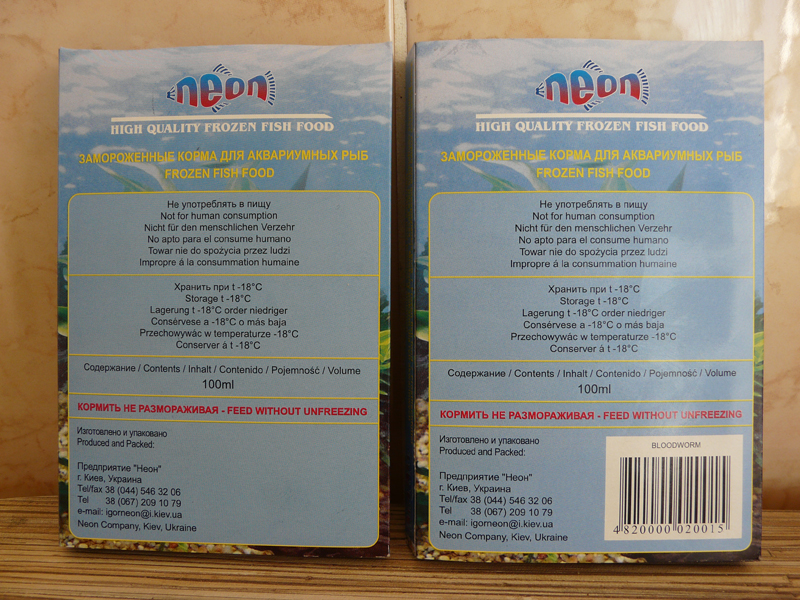 neon
HIGH QUALITY FROZEN FISH FOOD
ЗАМОРОЖЕННЫЕ КОРМА ДЛЯ АКВАРИУМНЫХ РЫБ
FROZEN FISH FOOD
Не употреблять в пищу
Not for human consumption
Nicht für den menschlichen Verzehr
No apto para el consume humano
Towar nie do spożycia przez ludzi
Impropre á la consummation humaine
Хранить при t -18°C
Storage t -18°C
Lagerung t -18°C order niedriger
Consérvese a -18°C o más baja
Przechowywác w temperaturze -18°C
Conserver á t -18°C
Содержание / Contents / Inhalt / Contenido / Pojemność / Volume
100ml
КОРМИТЬ НЕ РАЗМОРАЖИВАЯ - FEED WITHOUT UNFREEZING
Изготовлено и упаковано
Produced and Packed:
Предприятие "Неон"
г. Киев, Украина
Tel/fax 38 (044) 546 32 06
Tel 38 (067) 209 10 79
e-mail: igorneon@i.kiev.ua
Neon Company, Kiev, Ukraine
neon
HIGH QUALITY FROZEN FISH FOOD
ЗАМОРОЖЕННЫЕ КОРМА ДЛЯ АКВАРИУМНЫХ РЫБ
FROZEN FISH FOOD
Не употреблять в пищу
Not for human consumption
Nicht für den menschlichen Verzehr
No apto para el consume humano
Towar nie do spożycia przez ludzi
Impropre á la consummation humaine
Хранить при t -18°C
Storage t -18°C
Lagerung t -18°C order niedriger
Consérvese a -18°C o más baja
Przechowywác w temperaturze -18°C
Conserver á t -18°C
Содержание / Contents / Inhalt / Contenido / Pojemność / Volume
100ml
КОРМИТЬ НЕ РАЗМОРАЖИВАЯ - FEED WITHOUT UNFREEZING
Изготовлено и упаковано
Produced and Packed:
Предприятие "Неон"
г. Киев, Украина
Tel/fax 38 (044) 546 32 06
Tel 38 (067) 209 10 79
e-mail: igorneon@i.kiev.ua
Neon Company, Kiev, Ukraine
BLOODWORM
4 820000 020015